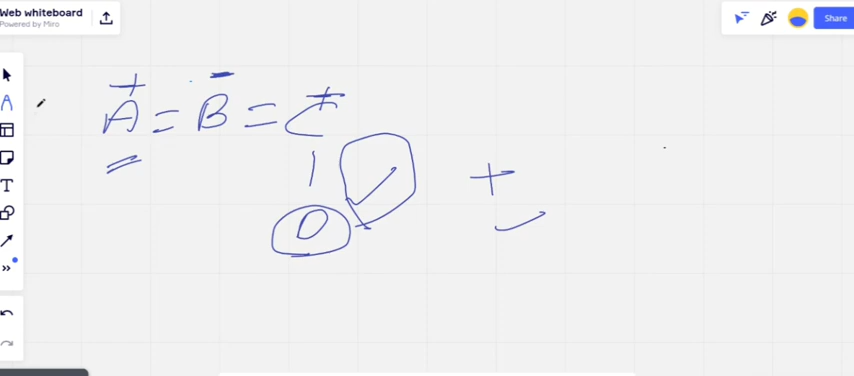 Web whiteboard
Powered by Miro
Share
+ - +
A = B = C
|
D
+